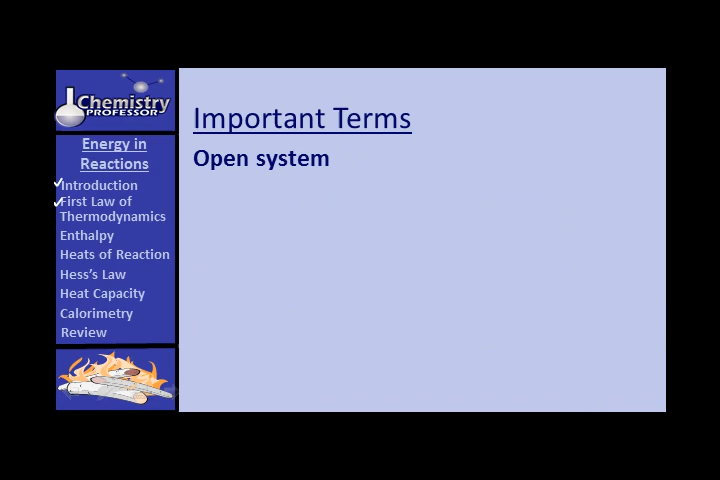 Chemistry
PROFESSOR
Energy in
Reactions
Introduction
First Law of
Thermodynamics
Enthalpy
Heats of Reaction
Hess's Law
Heat Capacity
Calorimetry
Review
Important Terms
Open system